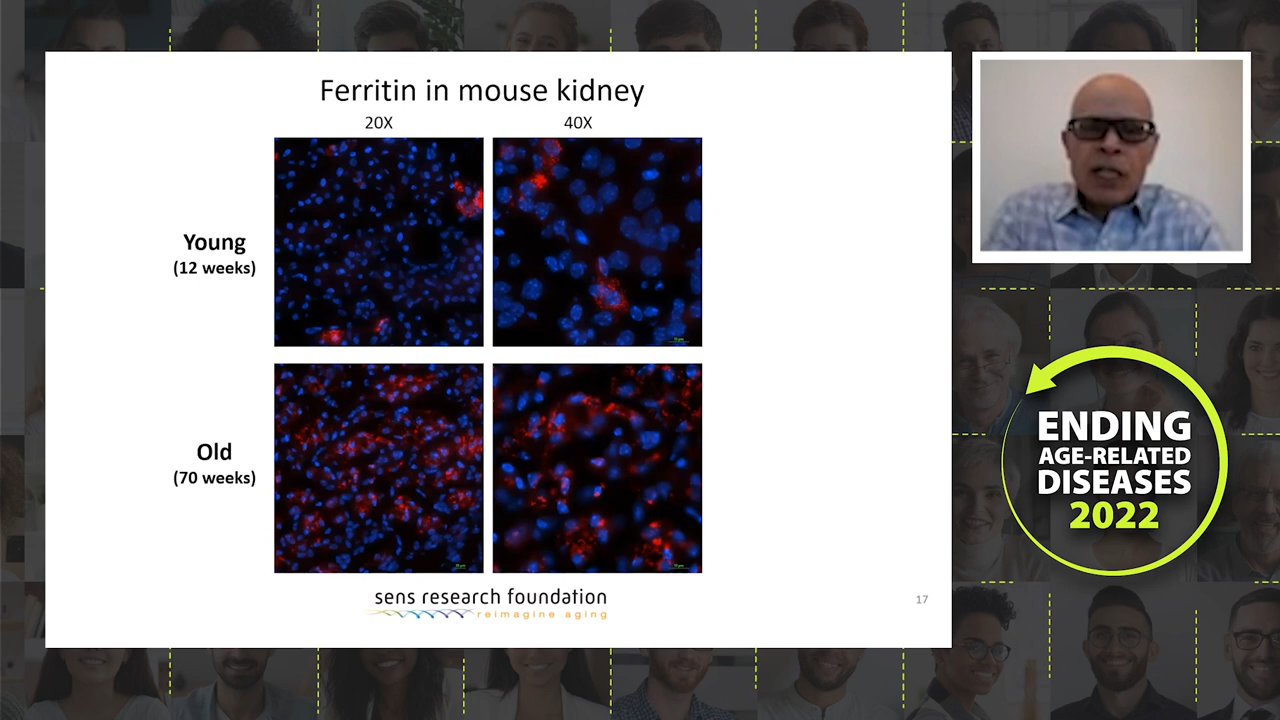 Ferritin in mouse kidney
20X
40X
Young
(12 weeks)
Old
(70 weeks)
sens research foundation
reimagine aging
17
ENDING
AGE-RELATED
DISEASES
2022